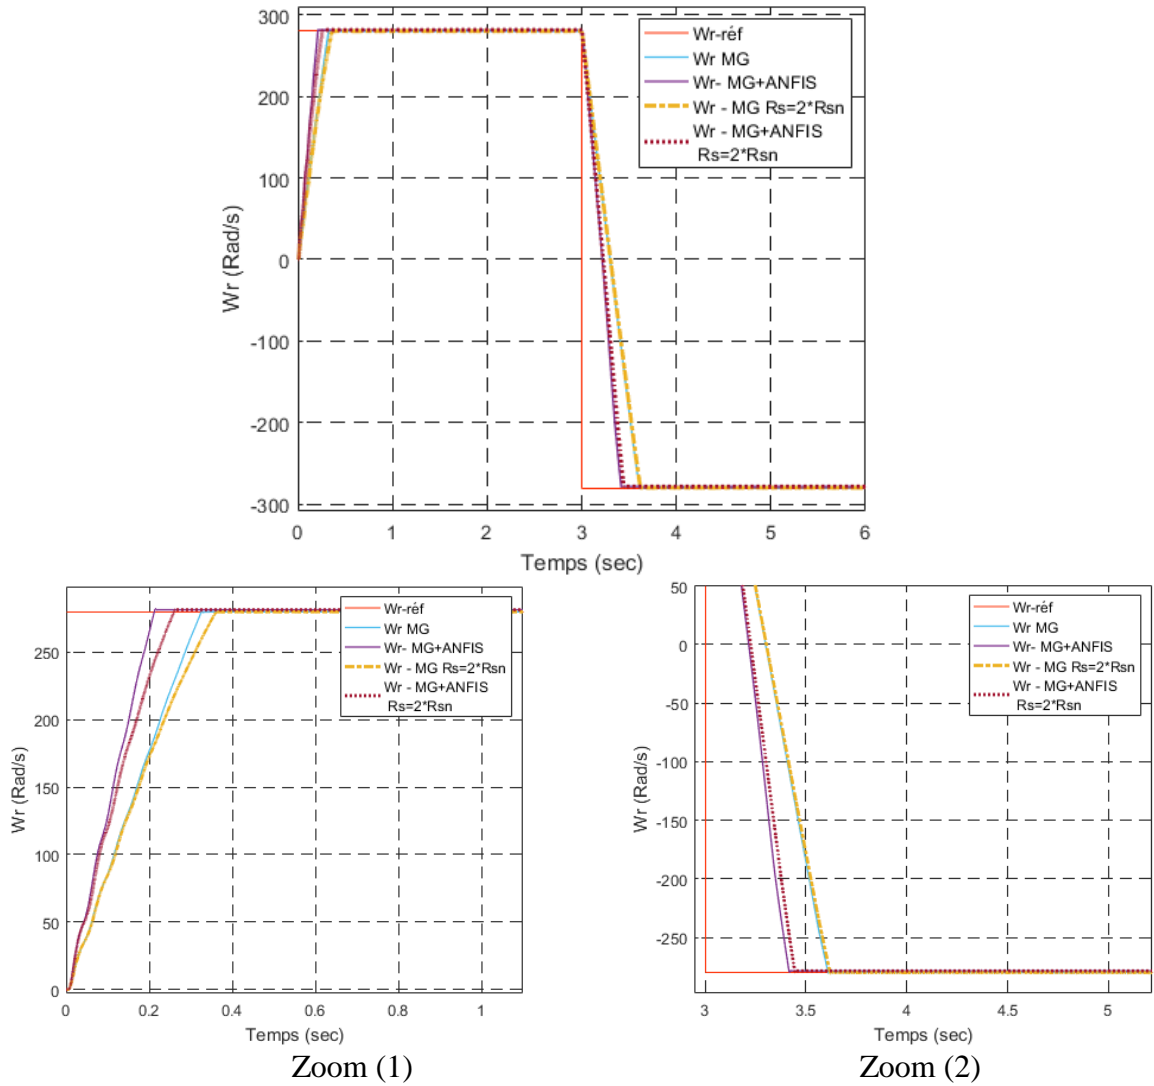 300
200
100
0
-100
-200
-300
Wr (Rad/s)
0 1 2 3 4 5 6
Temps (sec)
Wr-réf
Wr MG
Wr- MG+ANFIS
Wr - MG Rs=2*Rsn
Wr - MG+ANFIS
Rs=2*Rsn
250
200
150
100
50
0
Wr (Rad/s)
0 0.2 0.4 0.6 0.8 1
Temps (sec)
Wr-réf
Wr MG
Wr- MG+ANFIS
Wr - MG Rs=2*Rsn
Wr - MG+ANFIS
Rs=2*Rsn
Zoom (1)
50
0
-50
-100
-150
-200
-250
Wr (Rad/s)
3 3.5 4 4.5 5
Temps (sec)
Wr-réf
Wr MG
Wr- MG+ANFIS
Wr - MG Rs=2*Rsn
Wr - MG+ANFIS
Rs=2*Rsn
Zoom (2)